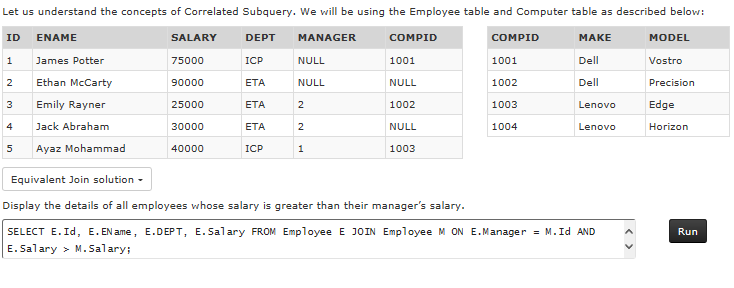 Let us understand the concepts of Correlated Subquery. We will be using the Employee table and Computer table as described below:
ID ENAME SALARY DEPT MANAGER COMPID
1 James Potter 75000 ICP NULL 1001
2 Ethan McCarty 90000 ETA NULL NULL
3 Emily Rayner 25000 ETA 2 1002
4 Jack Abraham 30000 ETA 2 NULL
5 Ayaz Mohammad 40000 ICP 1 1003
COMPID MAKE MODEL
1001 Dell Vostro
1002 Dell Precision
1003 Lenovo Edge
1004 Lenovo Horizon
Equivalent Join solution
Display the details of all employees whose salary is greater than their manager's salary.
SELECT E.Id, E.EName, E.DEPT, E.Salary FROM Employee E JOIN Employee M ON E.Manager = M.Id AND
E.Salary > M.Salary;
Run